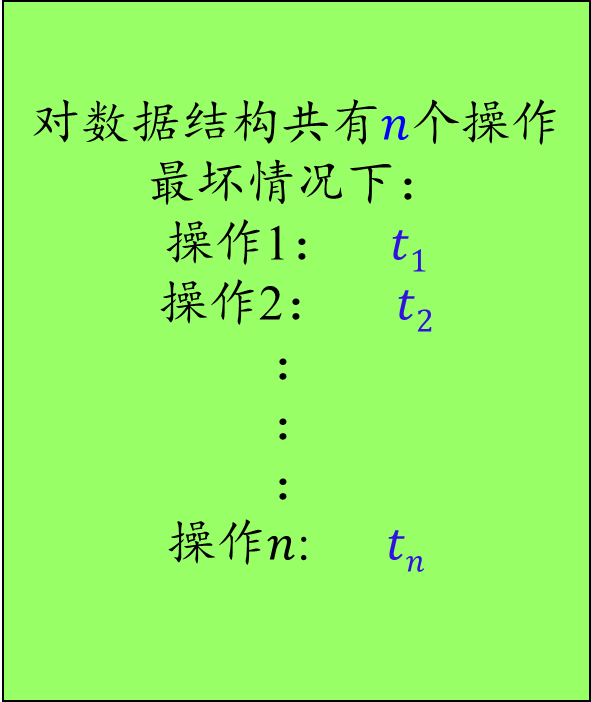 对数据结构共有n个操作
最坏情况下：
操作1： t₁
操作2： t₂
：
：
：
操作n: tₙ